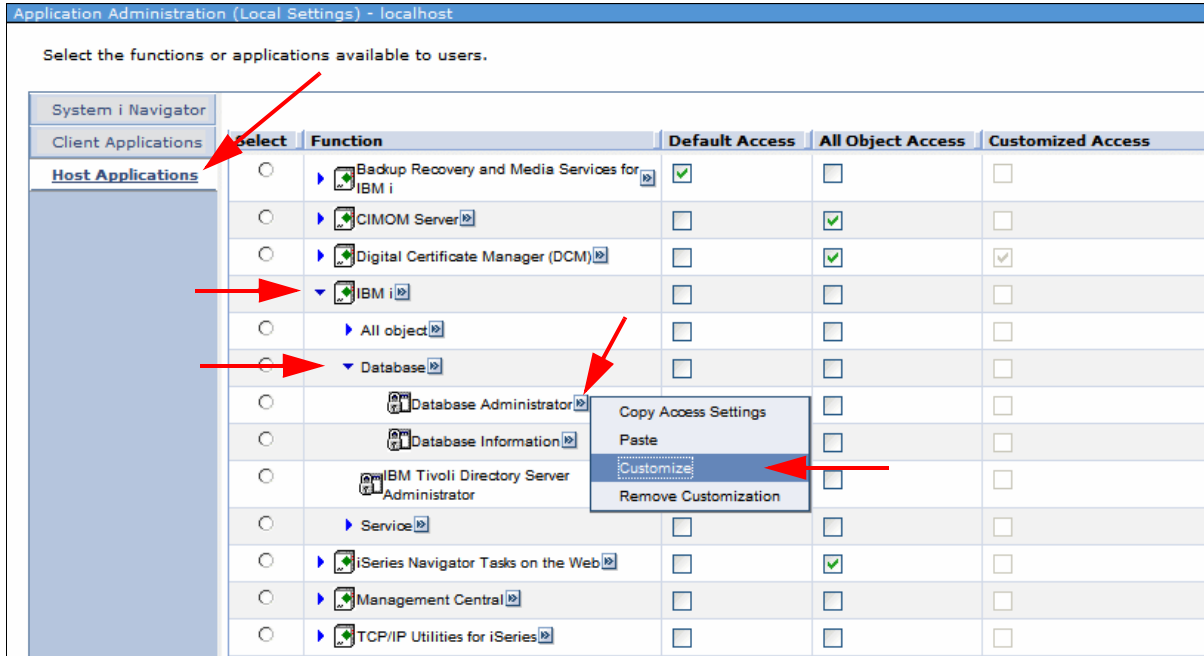 Application Administration (Local Settings) - localhost
Select the functions or applications available to users.
System i Navigator
Client Applications
Host Applications
Select Function Default Access All Object Access Customized Access
Backup Recovery and Media Services for
IBM i
CIMOM Server
Digital Certificate Manager (DCM)
IBM i
All object
Database
Database Administrator
Database Information
IBM Tivoli Directory Server
Administrator
Service
iSeries Navigator Tasks on the Web
Management Central
TCP/IP Utilities for iSeries
Copy Access Settings
Paste
Customize
Remove Customization